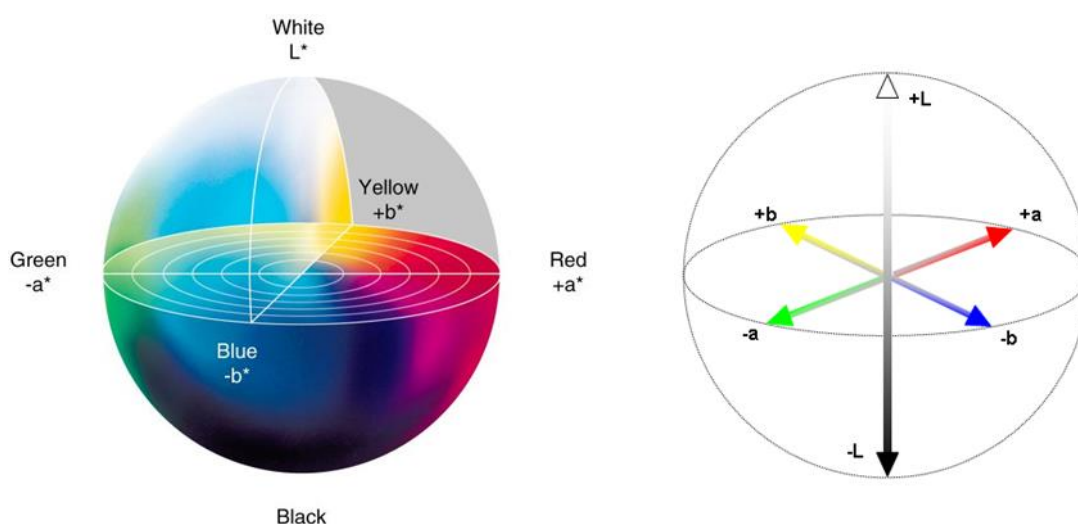 White
L*
Yellow
+b*
Green
-a*
Red
+a*
Blue
-b*
Black
+L
+b
+a
-a
-b
-L